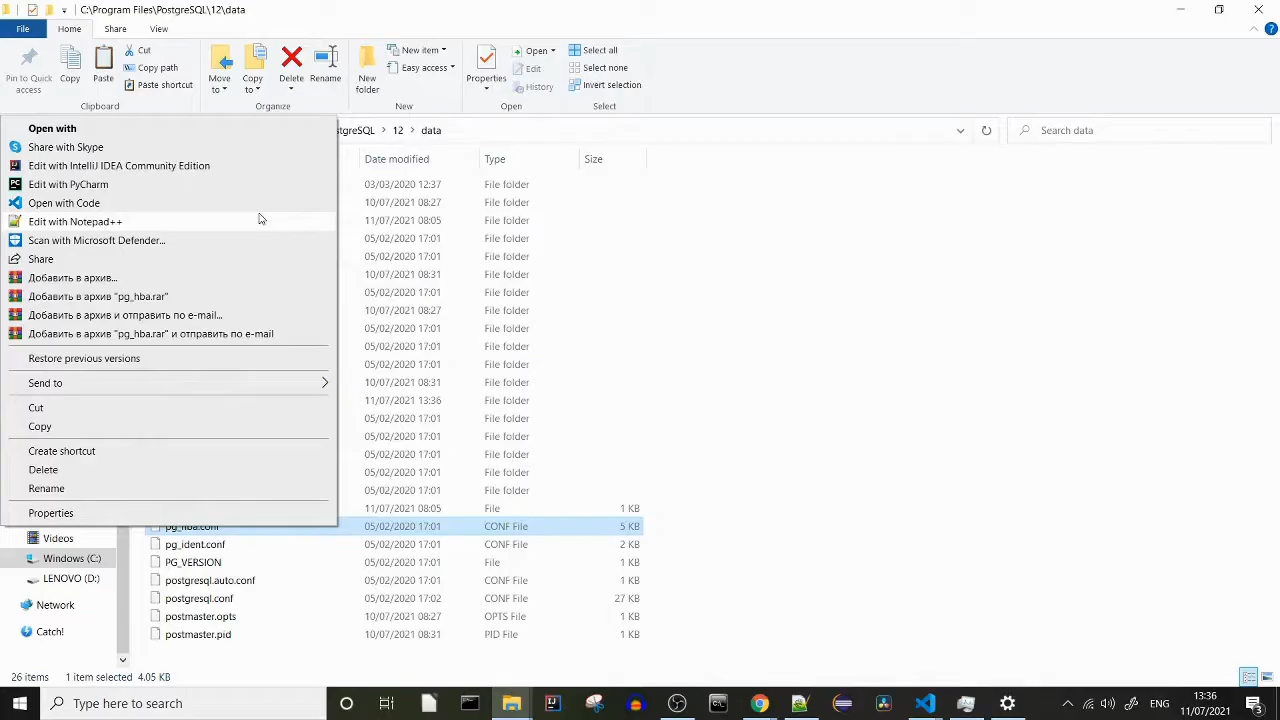 C:\Program Files\PostgreSQL\12\data
File Home Share View
Pin to Quick access
Copy
Paste
Cut
Copy path
Paste shortcut
Clipboard
Move to
Copy to
Delete
Rename
Organize
New folder
New item
Easy access
New
Properties
Open
Edit
History
Open
Select all
Select none
Invert selection
Select
stgreSQL > 12 > data
Search data
Open with
Share with Skype
Edit with IntelliJ IDEA Community Edition
Edit with PyCharm
Open with Code
Edit with Notepad++
Scan with Microsoft Defender...
Share
Добавить в архив...
Добавить в архив "pg_hba.rar"
Добавить в архив и отправить по e-mail...
Добавить в архив "pg_hba.rar" и отправить по e-mail
Restore previous versions
Send to
Cut
Copy
Create shortcut
Delete
Rename
Properties
Date modified Type Size
03/03/2020 12:37 File folder
10/07/2021 08:27 File folder
11/07/2021 08:05 File folder
05/02/2020 17:01 File folder
05/02/2020 17:01 File folder
10/07/2021 08:31 File folder
05/02/2020 17:01 File folder
10/07/2021 08:27 File folder
05/02/2020 17:01 File folder
05/02/2020 17:01 File folder
05/02/2020 17:01 File folder
10/07/2021 08:31 File folder
11/07/2021 13:36 File folder
05/02/2020 17:01 File folder
05/02/2020 17:01 File folder
05/02/2020 17:01 File folder
05/02/2020 17:01 File folder
05/02/2020 17:01 File folder
11/07/2021 08:05 File 1 KB
pg_hba.conf 05/02/2020 17:01 CONF File 5 KB
pg_ident.conf 05/02/2020 17:01 CONF File 2 KB
PG_VERSION 05/02/2020 17:01 File 1 KB
postgresql.auto.conf 05/02/2020 17:01 CONF File 1 KB
postgresql.conf 05/02/2020 17:02 CONF File 27 KB
postmaster.opts 10/07/2021 08:27 OPTS File 1 KB
postmaster.pid 10/07/2021 08:31 PID File 1 KB
Videos
Windows (C:)
LENOVO (D:)
Network
Catch!
26 items 1 item selected 4.05 KB
Type here to search
ENG
13:36
11/07/2021
3